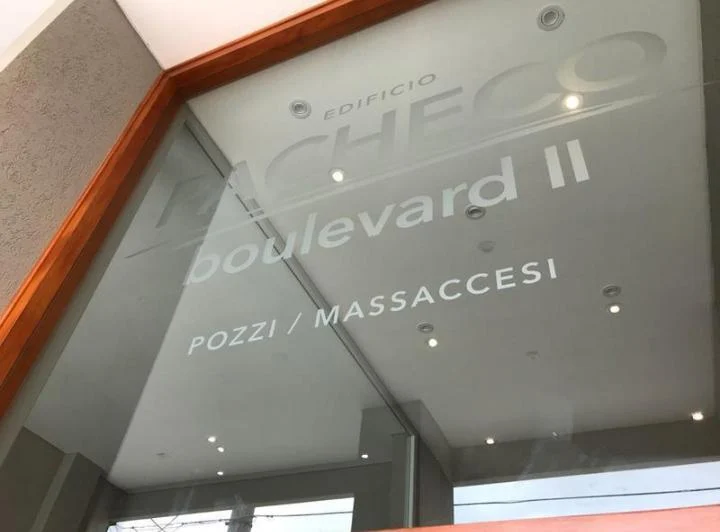 EDIFICIO
PACHECO
boulevard II
POZZI / MASSACCESI